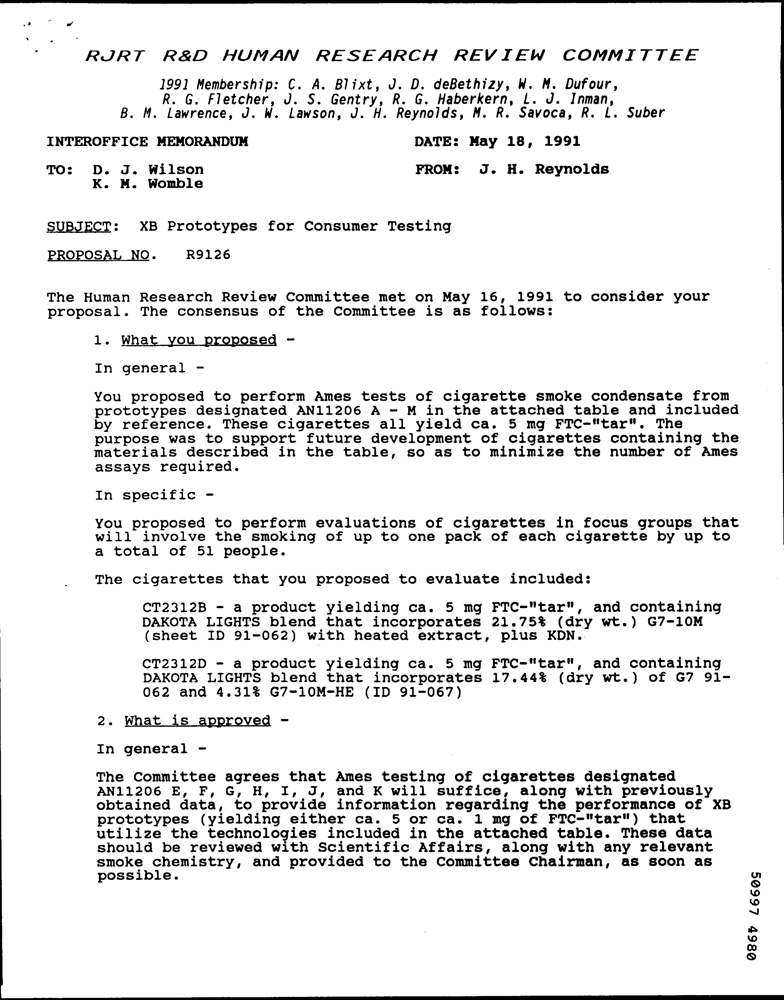 RJRT R&D HUMAN RESEARCH REVIEW COMMITTEE
1991 Membership: C. A. Blixt, J. D. deBethizy, W. M. Dufour,
R. G. Fletcher, J. S. Gentry, R. G. Haberkern, L. J. Inman,
B. M. Lawrence, J. W. Lawson, J. H. Reynolds, M. R. Savoca, R. L. Suber
INTEROFFICE MEMORANDUM DATE: May 18, 1991
TO: D. J. Wilson FROM: J. H. Reynolds
K. M. Womble
SUBJECT: XB Prototypes for Consumer Testing
PROPOSAL NO. R9126
The Human Research Review Committee met on May 16, 1991 to consider your
proposal. The consensus of the Committee is as follows:
1. What you proposed -
In general -
You proposed to perform Ames tests of cigarette smoke condensate from
prototypes designated AN11206 A - M in the attached table and included
by reference. These cigarettes all yield ca. 5 mg FTC-"tar". The
purpose was to support future development of cigarettes containing the
materials described in the table, so as to minimize the number of Ames
assays required.
In specific -
You proposed to perform evaluations of cigarettes in focus groups that
will involve the smoking of up to one pack of each cigarette by up to
a total of 51 people.
The cigarettes that you proposed to evaluate included:
CT2312B - a product yielding ca. 5 mg FTC-"tar", and containing
DAKOTA LIGHTS blend that incorporates 21.75% (dry wt.) G7-10M
(sheet ID 91-062) with heated extract, plus KDN.
CT2312D - a product yielding ca. 5 mg FTC-"tar", and containing
DAKOTA LIGHTS blend that incorporates 17.44% (dry wt.) of G7 91-
062 and 4.31% G7-10M-HE (ID 91-067)
2. What is approved -
In general -
The Committee agrees that Ames testing of cigarettes designated
AN11206 E, F, G, H, I, J, and K will suffice, along with previously
obtained data, to provide information regarding the performance of XB
prototypes (yielding either ca. 5 or ca. 1 mg of FTC-"tar") that
utilize the technologies included in the attached table. These data
should be reviewed with Scientific Affairs, along with any relevant
smoke chemistry, and provided to the Committee Chairman, as soon as
possible.
50997 4980